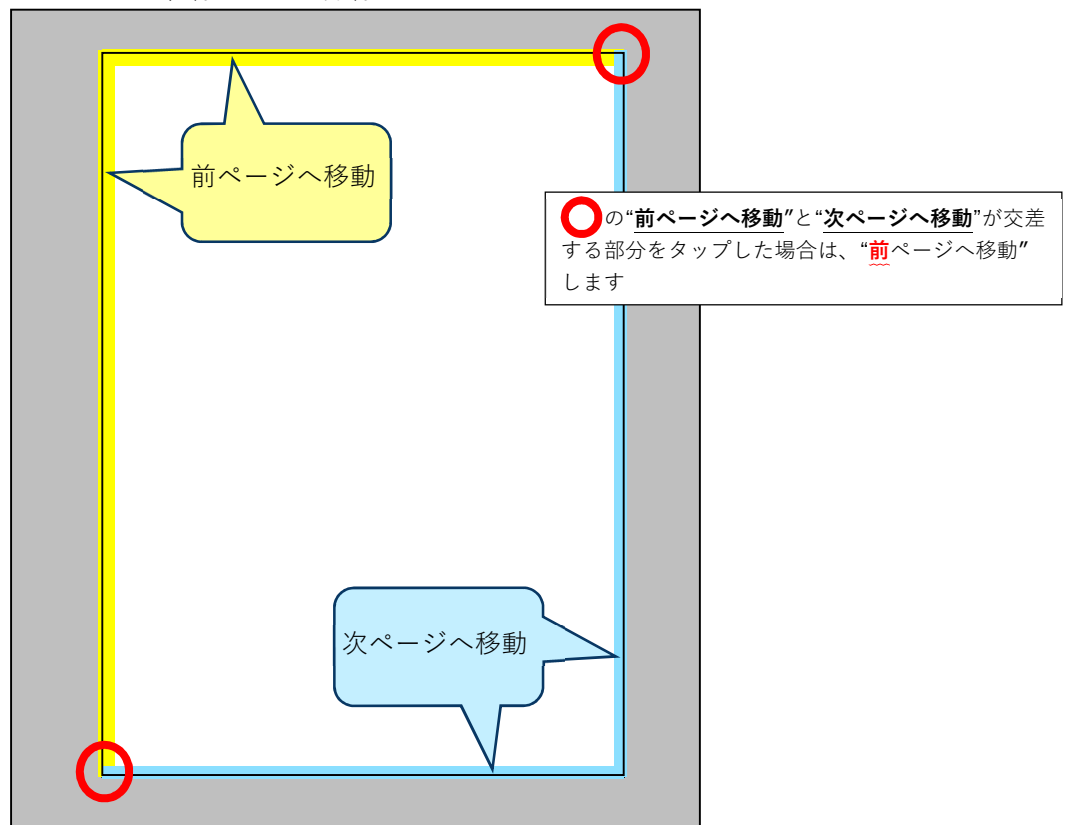 前ページへ移動
の“前ページへ移動”と“次ページへ移動”が交差
する部分をタップした場合は、“前ページへ移動”
します
次ページへ移動